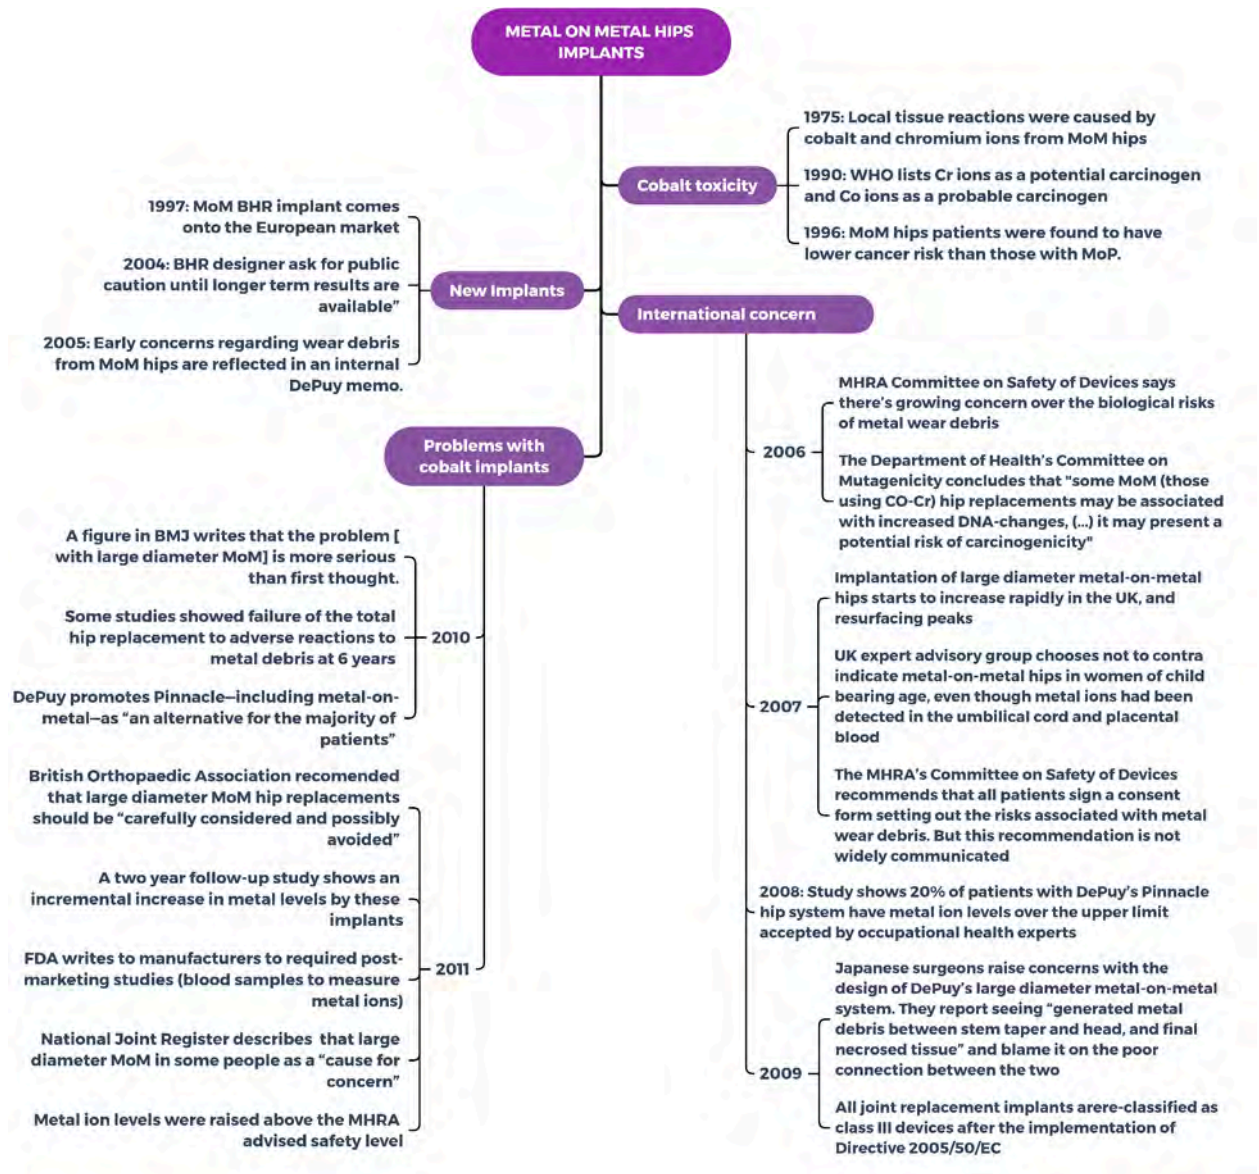 METAL ON METAL HIPS
IMPLANTS
Cobalt toxicity
1975: Local tissue reactions were caused by
cobalt and chromium ions from MoM hips
1990: WHO lists Cr ions as a potential carcinogen
and Co ions as a probable carcinogen
1996: MoM hips patients were found to have
lower cancer risk than those with MoP.
New Implants
1997: MoM BHR implant comes
onto the European market
2004: BHR designer ask for public
caution until longer term results are
available”
2005: Early concerns regarding wear debris
from MoM hips are reflected in an internal
DePuy memo.
International concern
2006
MHRA Committee on Safety of Devices says
there's growing concern over the biological risks
of metal wear debris
The Department of Health's Committee on
Mutagenicity concludes that "some MoM (those
using CO-Cr) hip replacements may be associated
with increased DNA-changes, (...) it may present a
potential risk of carcinogenicity"
2007
Implantation of large diameter metal-on-metal
hips starts to increase rapidly in the UK, and
resurfacing peaks
UK expert advisory group chooses not to contra
indicate metal-on-metal hips in women of child
bearing age, even though metal ions had been
detected in the umbilical cord and placental
blood
The MHRA's Committee on Safety of Devices
recommends that all patients sign a consent
form setting out the risks associated with metal
wear debris. But this recommendation is not
widely communicated
2008: Study shows 20% of patients with DePuy's Pinnacle
hip system have metal ion levels over the upper limit
accepted by occupational health experts
2009
Japanese surgeons raise concerns with the
design of DePuy's large diameter metal-on-metal
system. They report seeing “generated metal
debris between stem taper and head, and final
necrosed tissue” and blame it on the poor
connection between the two
All joint replacement implants arere-classified as
class III devices after the implementation of
Directive 2005/50/EC
Problems with
cobalt implants
2010
A figure in BMJ writes that the problem [
with large diameter MoM] is more serious
than first thought.
Some studies showed failure of the total
hip replacement to adverse reactions to
metal debris at 6 years
DePuy promotes Pinnacle—including metal-on-
metal—as “an alternative for the majority of
patients”
2011
British Orthopaedic Association recomended
that large diameter MoM hip replacements
should be “carefully considered and possibly
avoided”
A two year follow-up study shows an
incremental increase in metal levels by these
implants
FDA writes to manufacturers to required post-
marketing studies (blood samples to measure
metal ions)
National Joint Register describes that large
diameter MoM in some people as a “cause for
concern”
Metal ion levels were raised above the MHRA
advised safety level